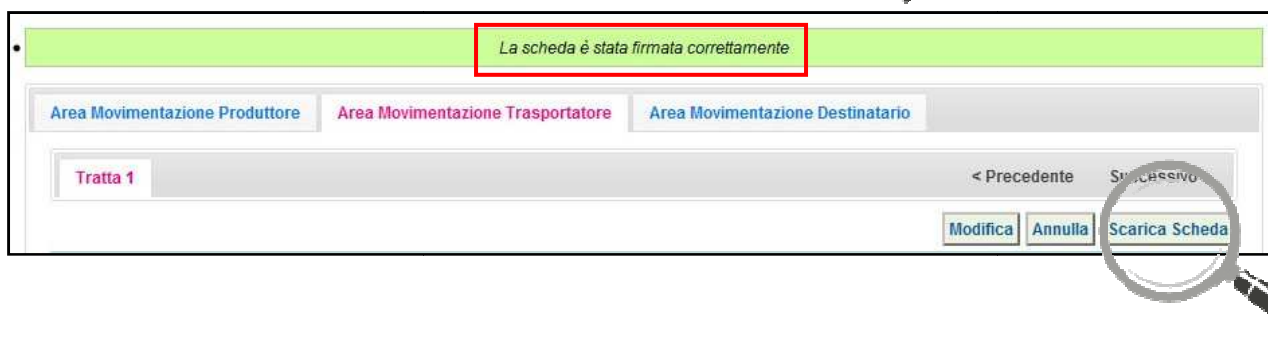 La scheda è stata firmata correttamente
Area Movimentazione Produttore Area Movimentazione Trasportatore Area Movimentazione Destinatario
Tratta 1 < Precedente Successivo
Modifica Annulla Scarica Scheda